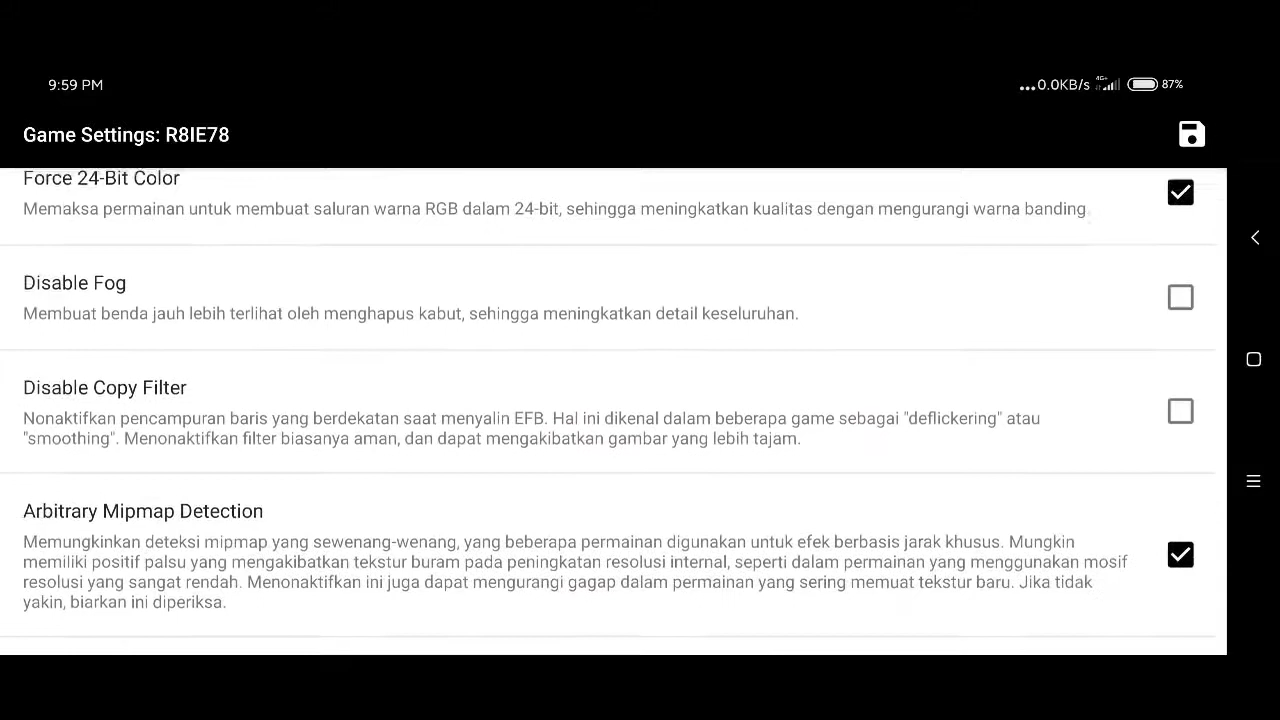 9:59 PM
...0.0KB/s 4G+ 87%
Game Settings: R8IE78
Force 24-Bit Color
Memaksa permainan untuk membuat saluran warna RGB dalam 24-bit, sehingga meningkatkan kualitas dengan mengurangi warna banding.
Disable Fog
Membuat benda jauh lebih terlihat oleh menghapus kabut, sehingga meningkatkan detail keseluruhan.
Disable Copy Filter
Nonaktifkan pencampuran baris yang berdekatan saat menyalin EFB. Hal ini dikenal dalam beberapa game sebagai "deflickering" atau
"smoothing". Menonaktifkan filter biasanya aman, dan dapat mengakibatkan gambar yang lebih tajam.
Arbitrary Mipmap Detection
Memungkinkan deteksi mipmap yang sewenang-wenang, yang beberapa permainan digunakan untuk efek berbasis jarak khusus. Mungkin
memiliki positif palsu yang mengakibatkan tekstur buram pada peningkatan resolusi internal, seperti dalam permainan yang menggunakan mosif
resolusi yang sangat rendah. Menonaktifkan ini juga dapat mengurangi gagap dalam permainan yang sering memuat tekstur baru. Jika tidak
yakin, biarkan ini diperiksa.